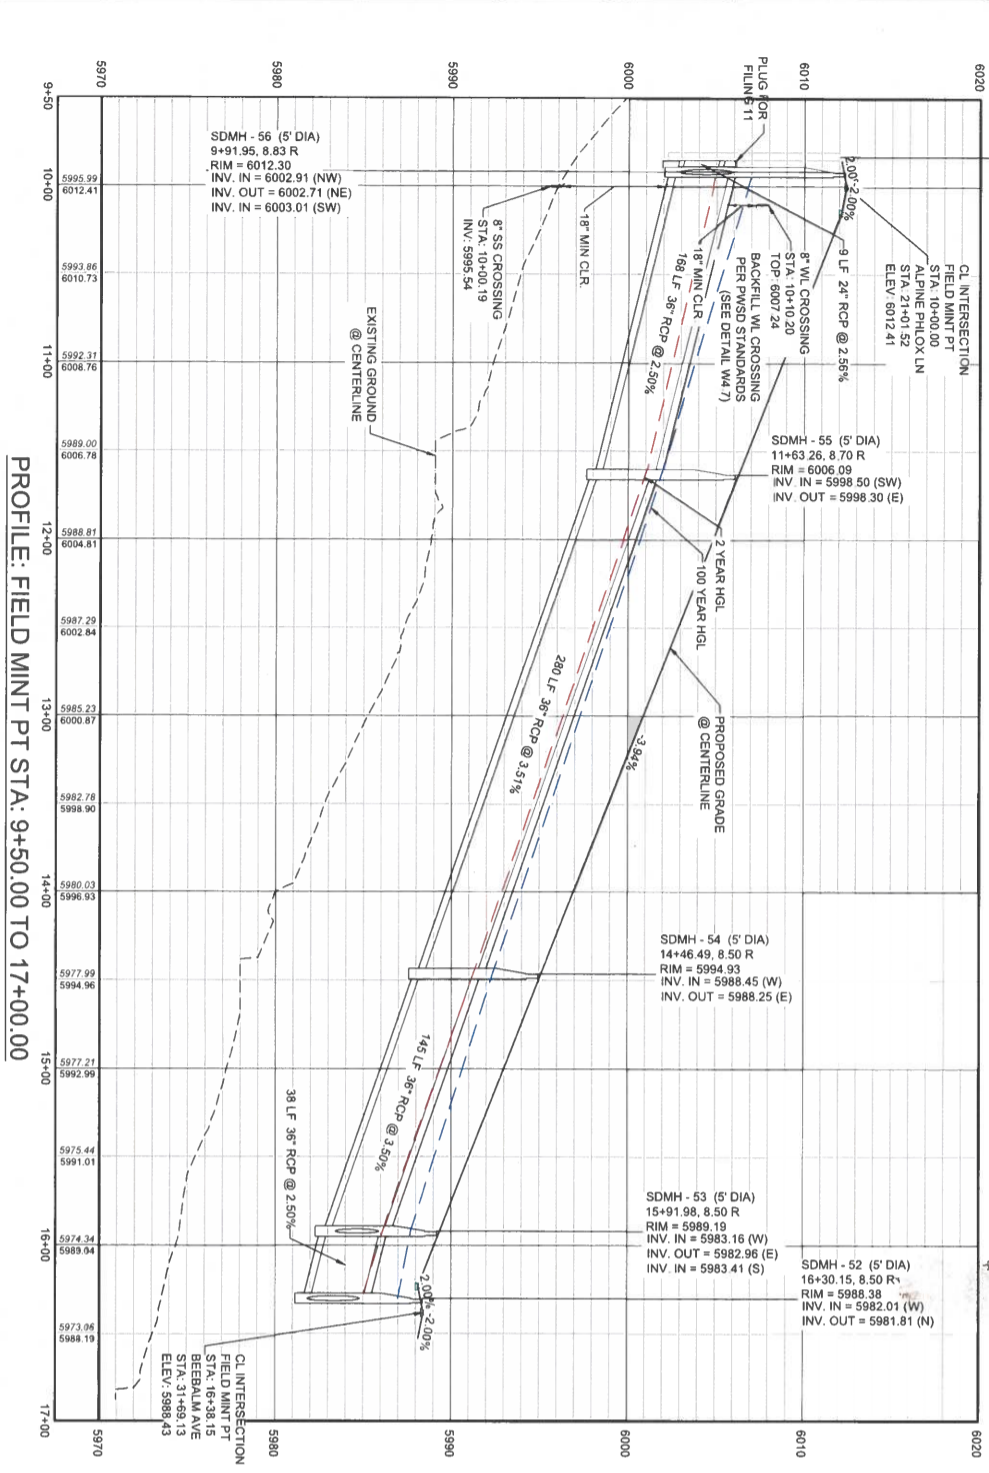 PROFILE: FIELD MINT PT STA: 9+50.00 TO 17+00.00
6020
6010
6000
5990
5980
5970
6020
6010
6000
5990
5980
5970
CL INTERSECTION
FIELD MINT PT
STA: 10+00.00
ALPINE PHLOX LN
STA: 21+01.52
ELEV: 6012.41
PLUG FOR
FILING 11
2.00%
-2.00%
9 LF 24" RCP @ 2.56%
8" WL CROSSING
STA: 10+10.20
TOP: 6007.24
BACKFILL WL CROSSING
PER PWSD STANDARDS
(SEE DETAIL W4.7)
18" MIN CLR.
168 LF 36" RCP @ 2.50%
18" MIN CLR.
8" SS CROSSING
STA: 10+00.19
INV: 5995.54
SDMH - 56 (5' DIA)
9+91.95, 8.83 R
RIM = 6012.30
INV. IN = 6002.91 (NW)
INV. OUT = 6002.71 (NE)
INV. IN = 6003.01 (SW)
EXISTING GROUND
@ CENTERLINE
SDMH - 55 (5' DIA)
11+63.26, 8.70 R
RIM = 6006.09
INV. IN = 5998.50 (SW)
INV. OUT = 5998.30 (E)
2 YEAR HGL
100 YEAR HGL
PROPOSED GRADE
@ CENTERLINE
-3.94%
280 LF 36" RCP @ 3.51%
SDMH - 54 (5' DIA)
14+46.49, 8.50 R
RIM = 5994.93
INV. IN = 5988.45 (W)
INV. OUT = 5988.25 (E)
145 LF 36" RCP @ 3.50%
38 LF 36" RCP @ 2.50%
SDMH - 53 (5' DIA)
15+91.98, 8.50 R
RIM = 5989.19
INV. IN = 5983.16 (W)
INV. OUT = 5982.96 (E)
INV. IN = 5983.41 (S)
SDMH - 52 (5' DIA)
16+30.15, 8.50 R
RIM = 5988.38
INV. IN = 5982.01 (W)
INV. OUT = 5981.81 (N)
2.00%
-2.00%
CL INTERSECTION
FIELD MINT PT
STA: 16+38.15
BEEBALM AVE
STA: 31+69.13
ELEV: 5988.43
5995.99
6012.41
5993.86
6010.73
5992.31
6008.76
5989.00
6006.78
5988.81
6004.81
5987.29
6002.84
5985.23
6000.87
5982.78
5998.90
5980.03
5996.93
5977.99
5994.96
5977.21
5992.99
5975.44
5991.01
5974.34
5989.04
5973.06
5988.19
9+50
10+00
11+00
12+00
13+00
14+00
15+00
16+00
17+00